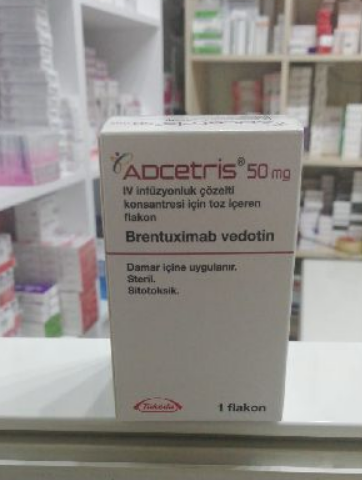 ADCETRIS® 50 mg
IV infüzyonluk çözelti
konsantresi için toz içeren
flakon
Brentuximab vedotin
Damar içine uygulanır.
Steril.
Sitotoksik.
Takeda
1 flakon